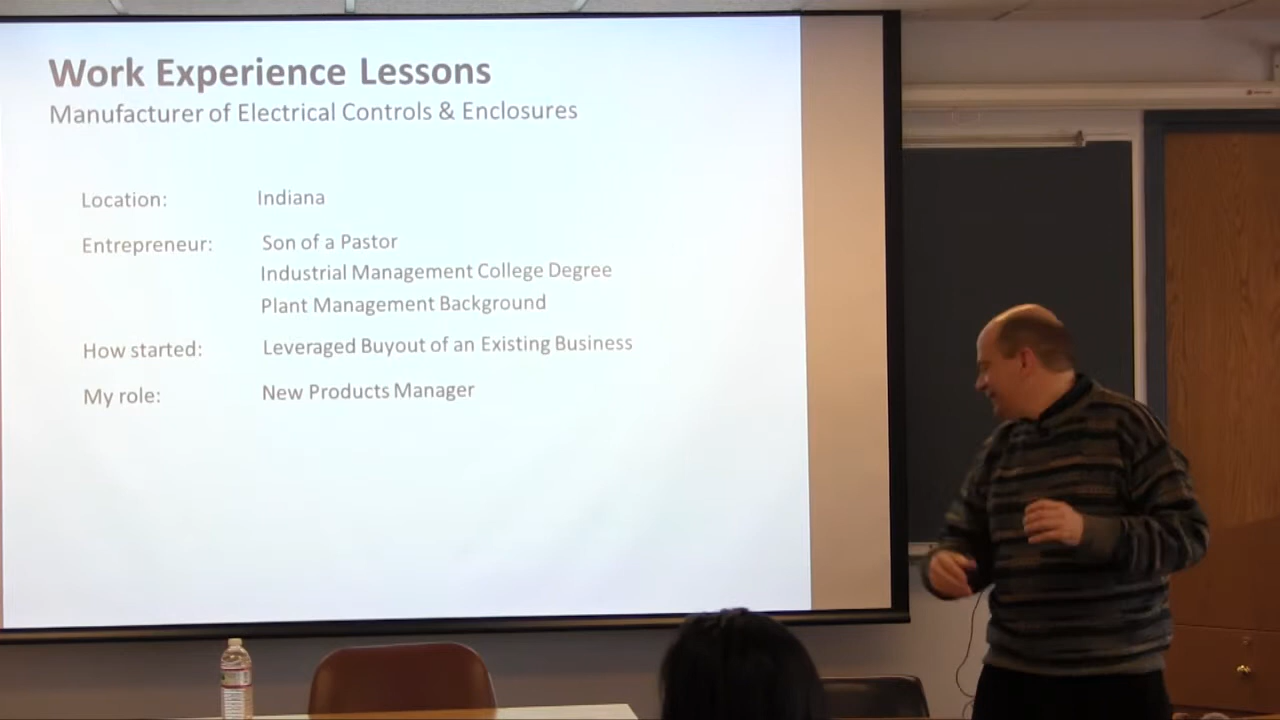 Work Experience Lessons
Manufacturer of Electrical Controls & Enclosures
Location: Indiana
Entrepreneur: Son of a Pastor
Industrial Management College Degree
Plant Management Background
How started: Leveraged Buyout of an Existing Business
My role: New Products Manager